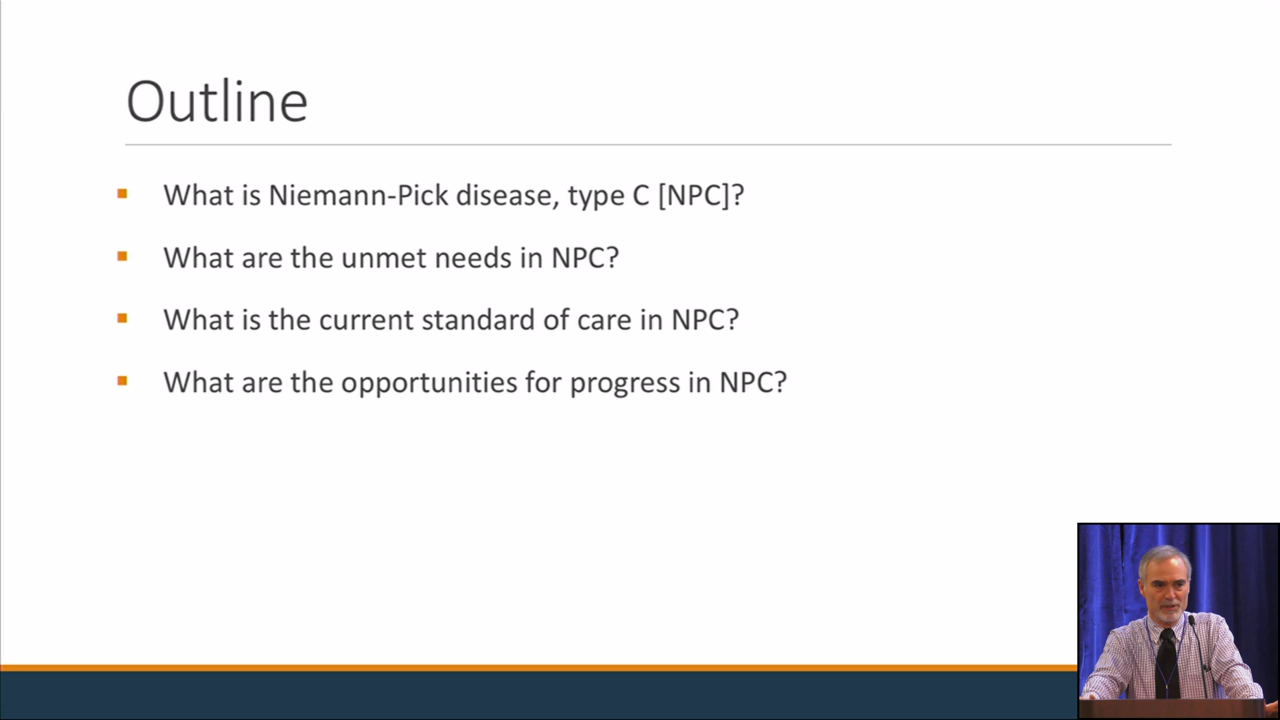 Outline
What is Niemann-Pick disease, type C [NPC]?
What are the unmet needs in NPC?
What is the current standard of care in NPC?
What are the opportunities for progress in NPC?